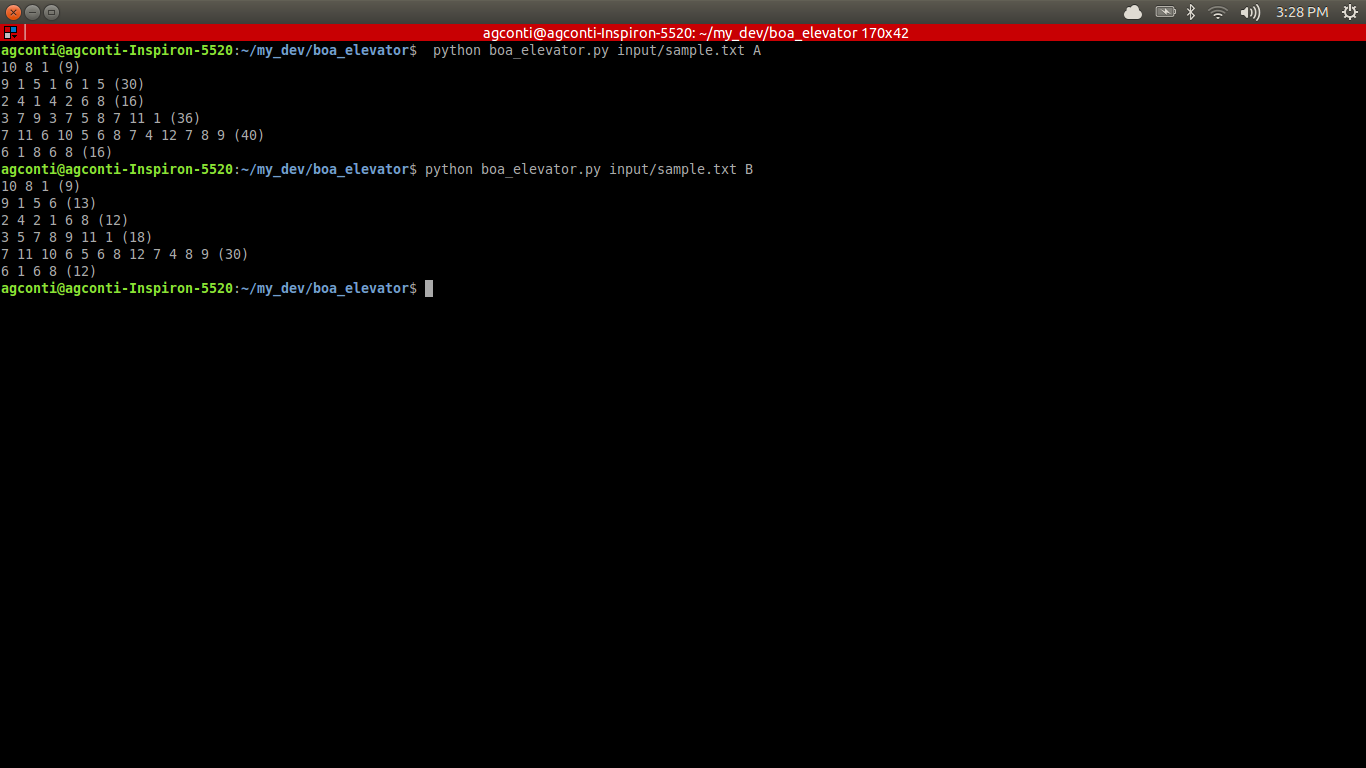 3:28 PM
agconti@agconti-Inspiron-5520: ~/my_dev/boa_elevator 170x42
agconti@agconti-Inspiron-5520:~/my_dev/boa_elevator$  python boa_elevator.py input/sample.txt A
10 8 1 (9)
9 1 5 1 6 1 5 (30)
2 4 1 4 2 6 8 (16)
3 7 9 3 7 5 8 7 11 1 (36)
7 11 6 10 5 6 8 7 4 12 7 8 9 (40)
6 1 8 6 8 (16)
agconti@agconti-Inspiron-5520:~/my_dev/boa_elevator$ python boa_elevator.py input/sample.txt B
10 8 1 (9)
9 1 5 6 (13)
2 4 2 1 6 8 (12)
3 5 7 8 9 11 1 (18)
7 11 10 6 5 6 8 12 7 4 8 9 (30)
6 1 6 8 (12)
agconti@agconti-Inspiron-5520:~/my_dev/boa_elevator$